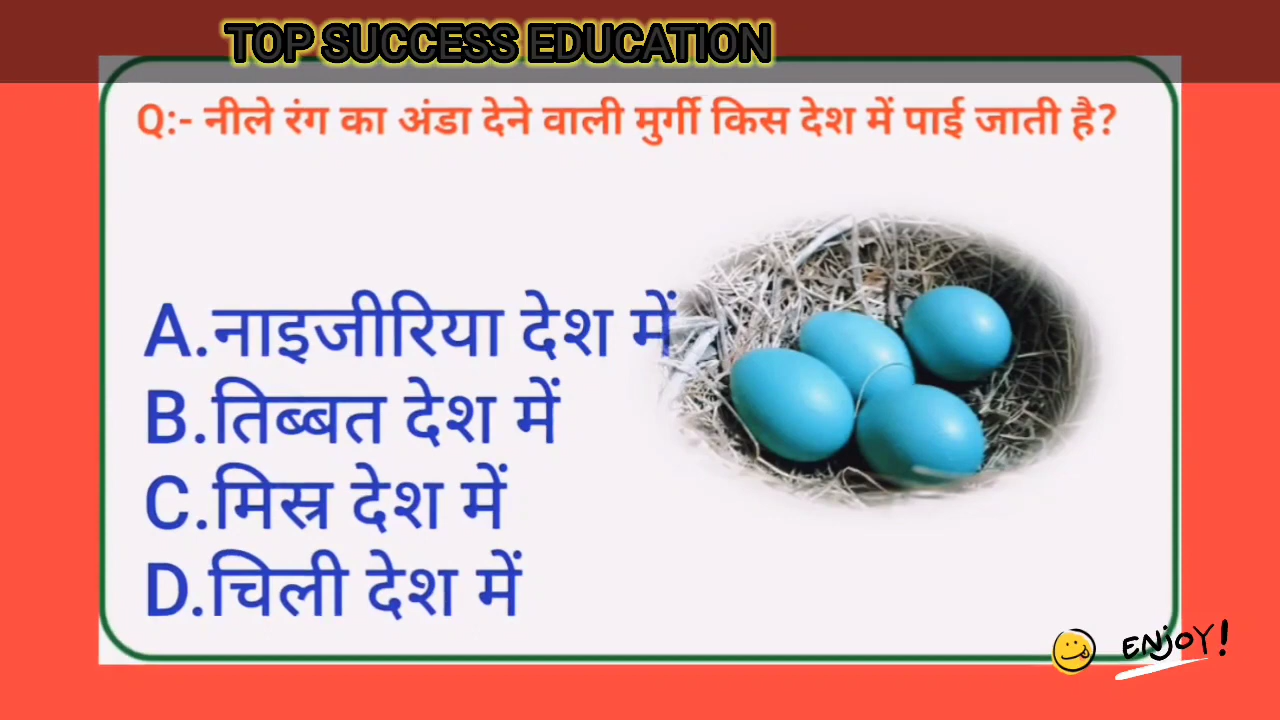 TOP SUCCESS EDUCATION
Q:- नीले रंग का अंडा देने वाली मुर्गी किस देश में पाई जाती है?
A.नाइजीरिया देश में
B.तिब्बत देश में
C.मिस्र देश में
D.चिली देश में
ENJOY!